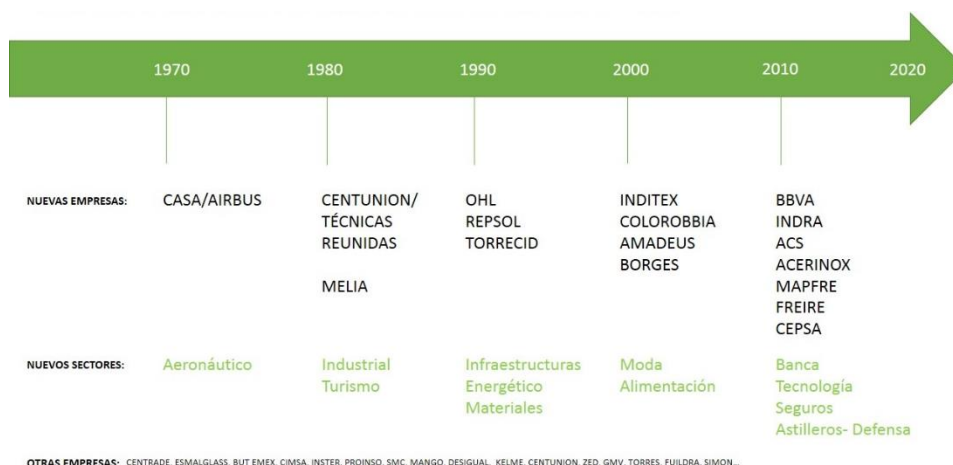 1970 1980 1990 2000 2010 2020
NUEVAS EMPRESAS: CASA/AIRBUS CENTUNION/ OHL INDITEX BBVA
TÉCNICAS REPSOL COLOROBBIA INDRA
REUNIDAS TORRECID AMADEUS ACS
BORGES ACERINOX
MELIA MAPFRE
FREIRE
CEPSA
NUEVOS SECTORES: Aeronáutico Industrial Infraestructuras Moda Banca
Turismo Energético Alimentación Tecnología
Materiales Seguros
Astilleros- Defensa
OTRAS EMPRESAS: CENTRADE, ESMALGLASS, BUT EMEX, CIMSA, INSTER, PROINSO, SMC, MANGO, DESIGUAL, KELME, CENTUNION, ZED, GMV, TORRES, FUILDRA, SIMON...